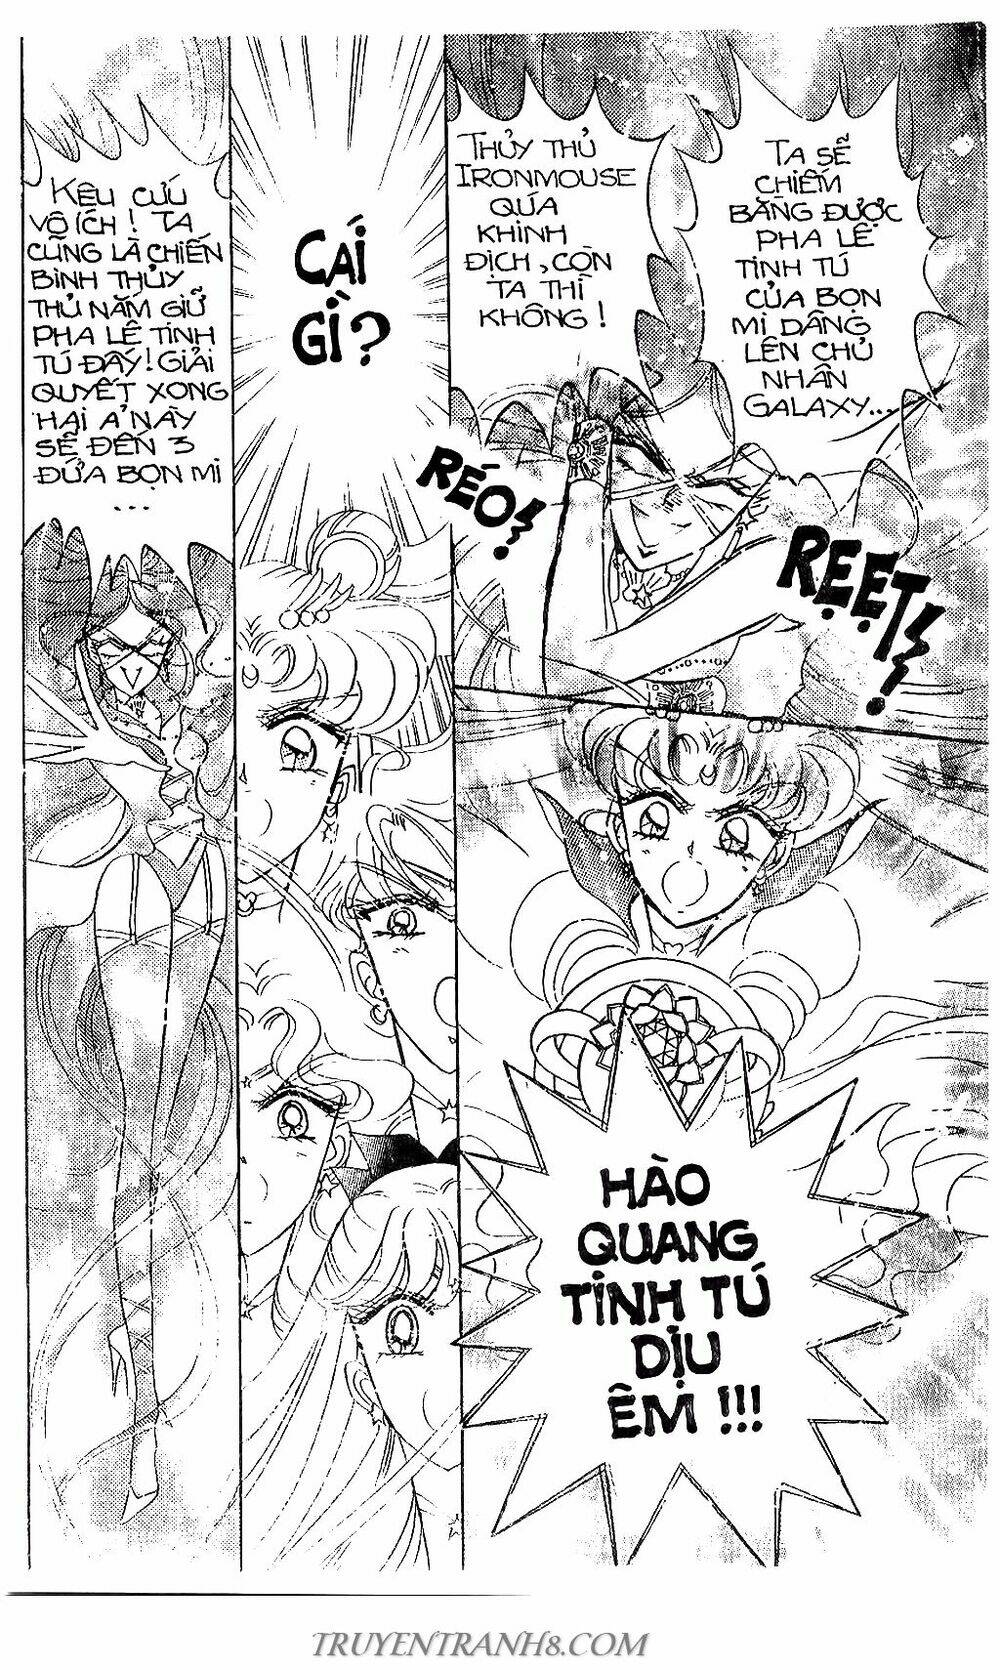 TA SẼ
CHIẾM
BẰNG ĐƯỢC
PHA LÊ
TINH TÚ
CỦA BỌN
MI DÂNG
LÊN CHỦ
NHÂN
GALAXY...
THỦY THỦ
IRONMOUSE
QÚA
KHINH
ĐỊCH, CÒN
TA THÌ
KHÔNG!
RÉO!
RẸẸT!!
HÀO
QUANG
TINH TÚ
DỊU
ÊM!!!
CÁI
GÌ?
KÊU CỨU
VÔ ÍCH! TA
CŨNG LÀ CHIẾN
BINH THỦY
THỦ NẮM GIỮ
PHA LÊ TINH
TÚ ĐẤY! GIẢI
QUYẾT XONG
HAI Ả NÀY
SẼ ĐẾN 3
ĐỨA BỌN MI
...
TRUYENTRANH8.COM